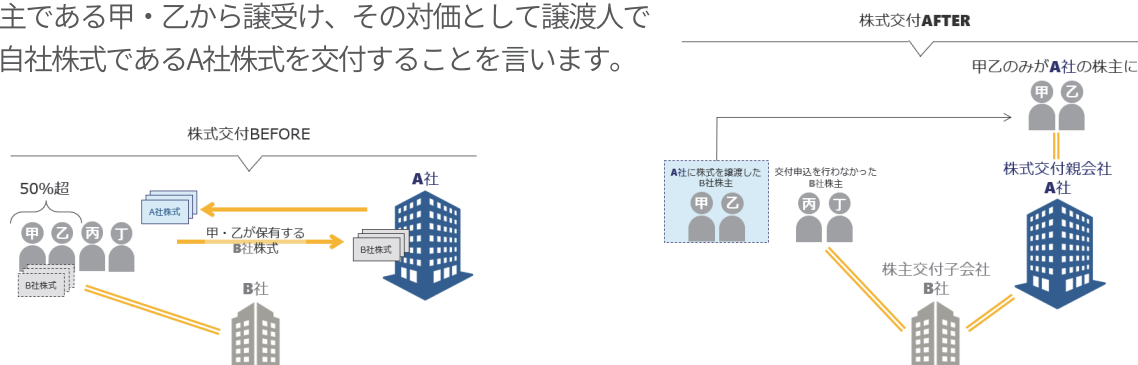 主である甲・乙から譲受け、その対価として譲渡人で
自社株式であるA社株式を交付することを言います。
株式交付BEFORE
50%超
甲 乙 丙 丁
B社株式
A社株式
甲・乙が保有する
B社株式
B社株式
A社
B社
株式交付AFTER
甲乙のみがA社の株主に
甲 乙
A社に株式を譲渡した
B社株主
甲 乙
交付申込を行わなかった
B社株主
丙 丁
株式交付親会社
A社
株主交付子会社
B社